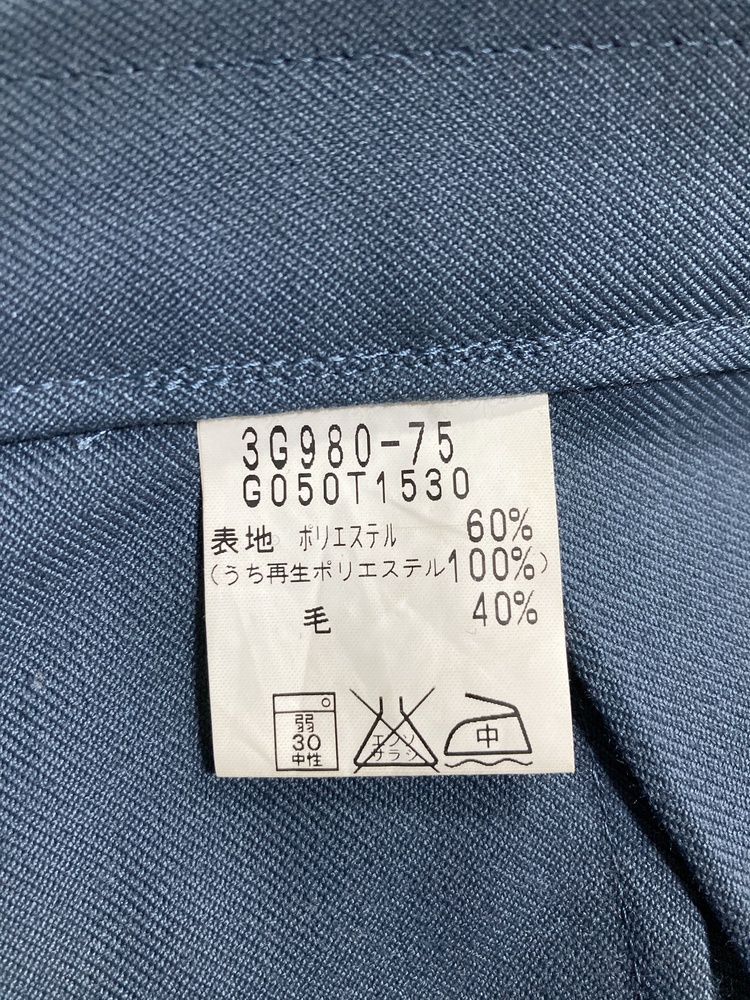 3G980-75
G050T1530
表地 ポリエステル 60%
(うち再生ポリエステル100%)
毛 40%
弱
30
中性
エンソ
サラシ
中